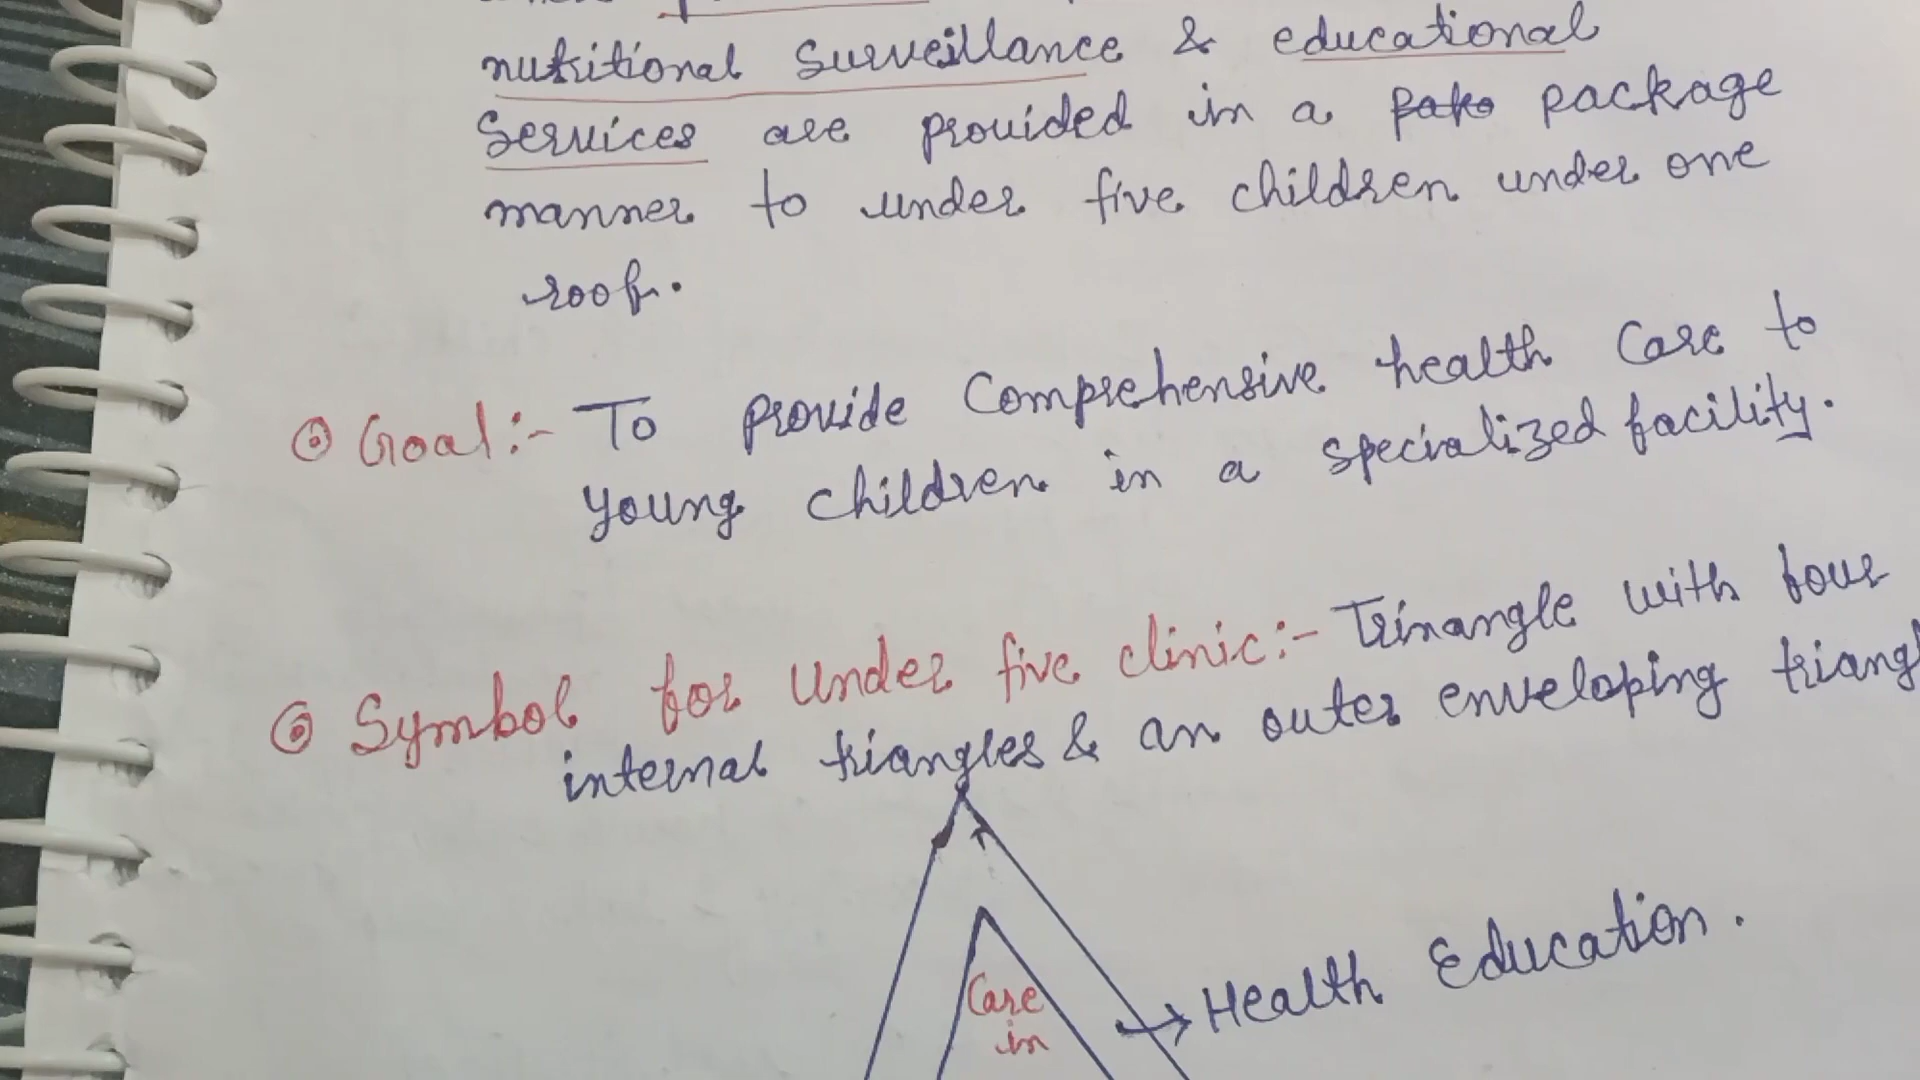 nutritional Surveillance & educational
Services are provided in a pako package
manner to under five children under one
roof.
Goal:- To provide Comprehensive health Care to
young children in a specialized facility.
Symbol for Under five clinic:- Trinangle with four
internal triangles & an outer enveloping triangl
Care
in
→ Health Education.